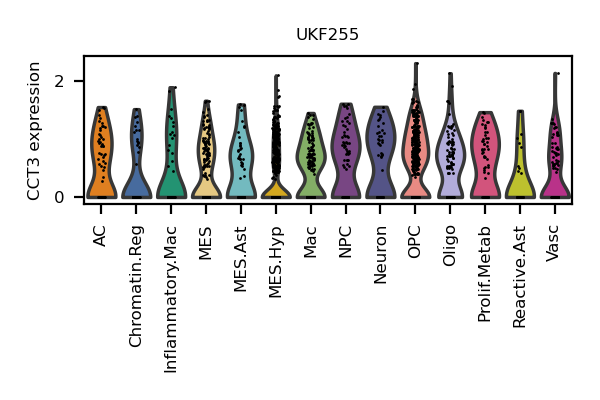 UKF255
CCT3 expression
2
0
AC
Chromatin.Reg
Inflammatory.Mac
MES
MES.Ast
MES.Hyp
Mac
NPC
Neuron
OPC
Oligo
Prolif.Metab
Reactive.Ast
Vasc